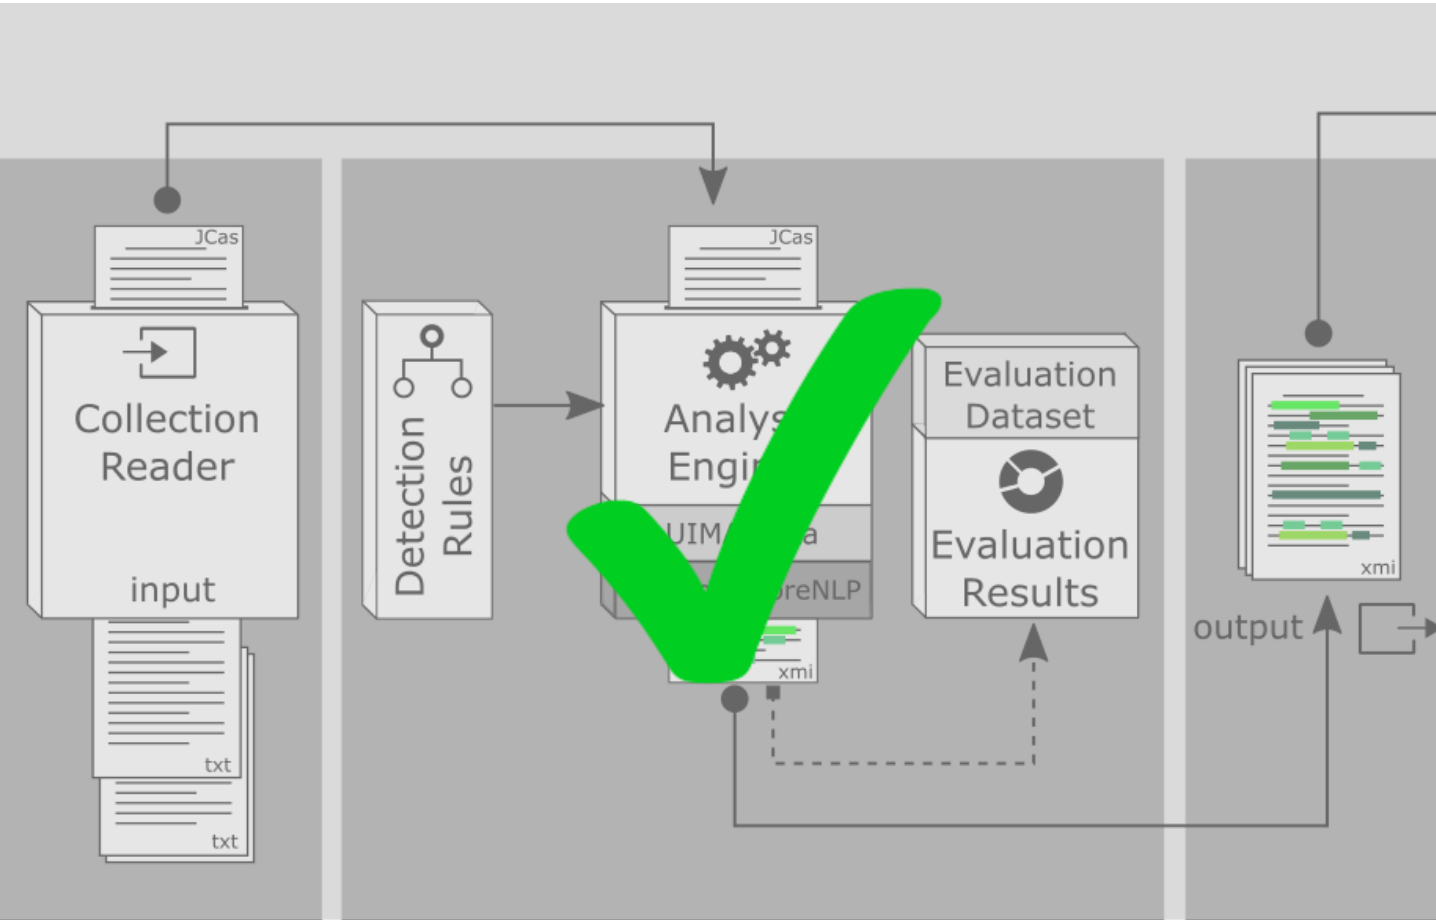 JCas
Collection
Reader
input
txt
txt
Detection
Rules
JCas
Evaluation
Dataset
Evaluation
Results
xmi
xmi
output